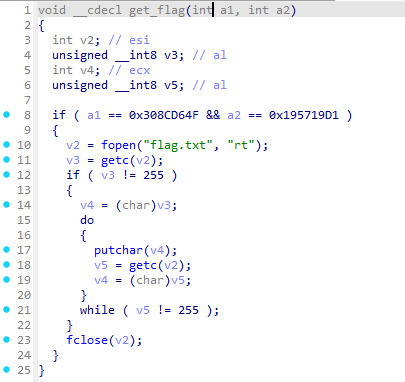 1 void __cdecl get_flag(int a1, int a2)
2 {
3 int v2; // esi
4 unsigned __int8 v3; // al
5 int v4; // ecx
6 unsigned __int8 v5; // al
7
8 if ( a1 == 0x308CD64F && a2 == 0x195719D1 )
9 {
10 v2 = fopen("flag.txt", "rt");
11 v3 = getc(v2);
12 if ( v3 != 255 )
13 {
14 v4 = (char)v3;
15 do
16 {
17 putchar(v4);
18 v5 = getc(v2);
19 v4 = (char)v5;
20 }
21 while ( v5 != 255 );
22 }
23 fclose(v2);
24 }
25 }